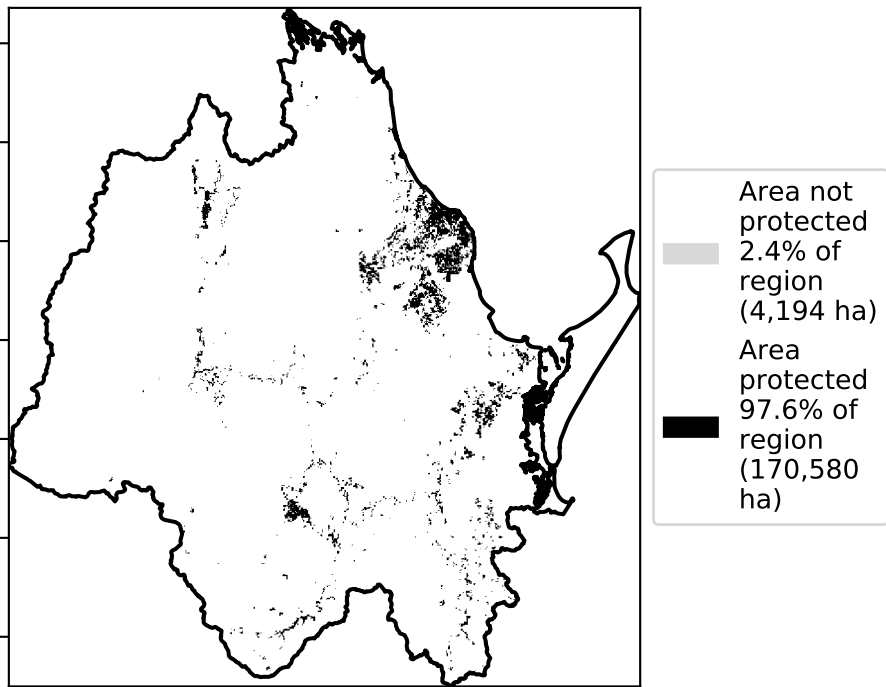 Area not
protected
2.4% of
region
(4,194 ha)
Area
protected
97.6% of
region
(170,580
ha)